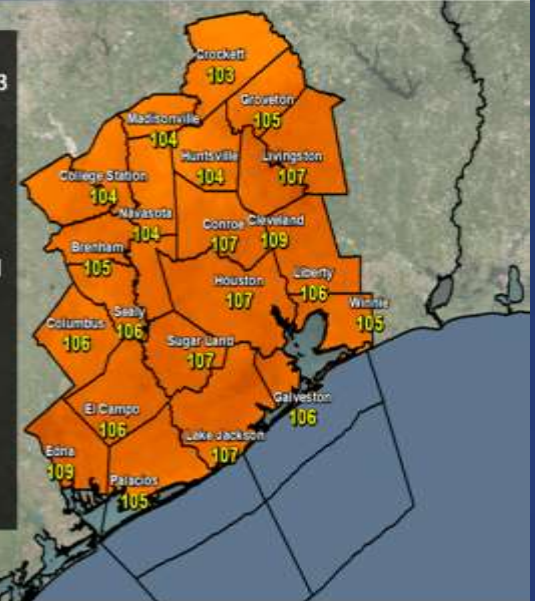 3
Crockett
103
Groveton
105
Madisonville
104
Huntsville
104
Livingston
107
College Station
104
Navasota
104
Conroe
107
Cleveland
109
Brenham
105
Houston
107
Liberty
106
Winnie
105
Sealy
106
Columbus
106
Sugar Land
107
Galveston
106
El Campo
106
Lake Jackson
107
Edna
109
Palacios
105